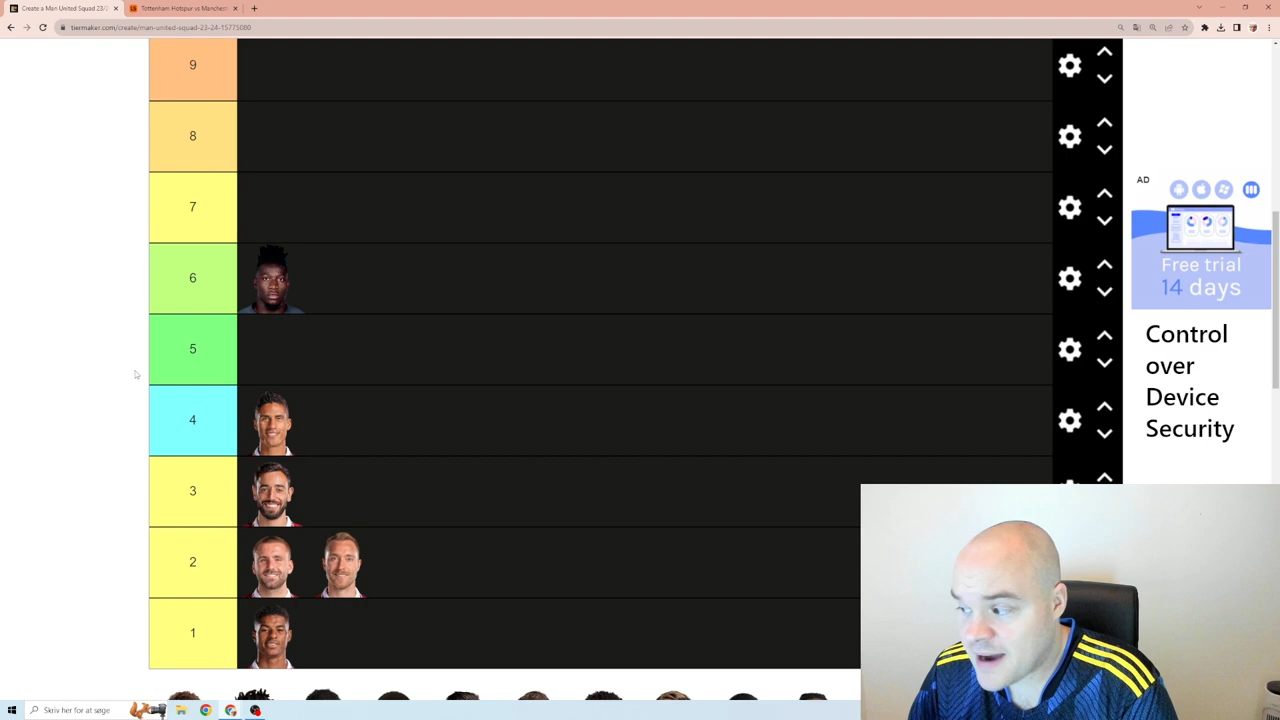 Create a Man United Squad 23/2
Tottenham Hotspur vs Manchest
tiermaker.com/create/man-united-squad-23-24-15775080
9
8
7
6
5
4
3
2
1
AD
Free trial
14 days
Control
over
Device
Security
Skriv her for at søge